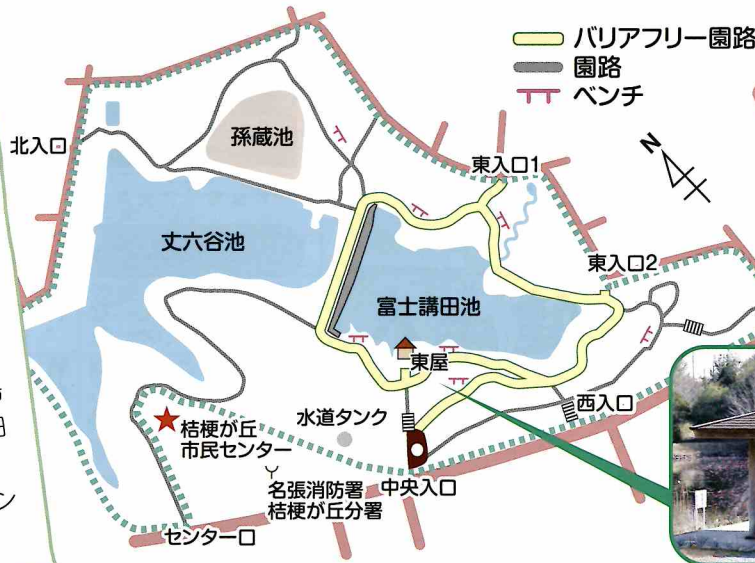 バリアフリー園路
園路
ベンチ
N
北入口
孫蔵池
東入口1
丈六谷池
東入口2
富士講田池
東屋
西入口
桔梗が丘
市民センター
水道タンク
名張消防署
桔梗が丘分署
中央入口
センター口
ン